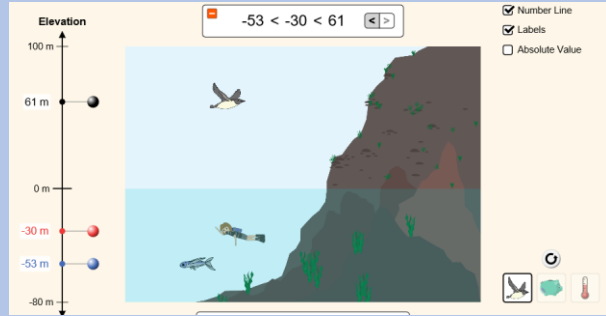 -53 < -30 < 61
< >
Number Line
Labels
Absolute Value
Elevation
100 m
61 m
0 m
-30 m
-53 m
-80 m